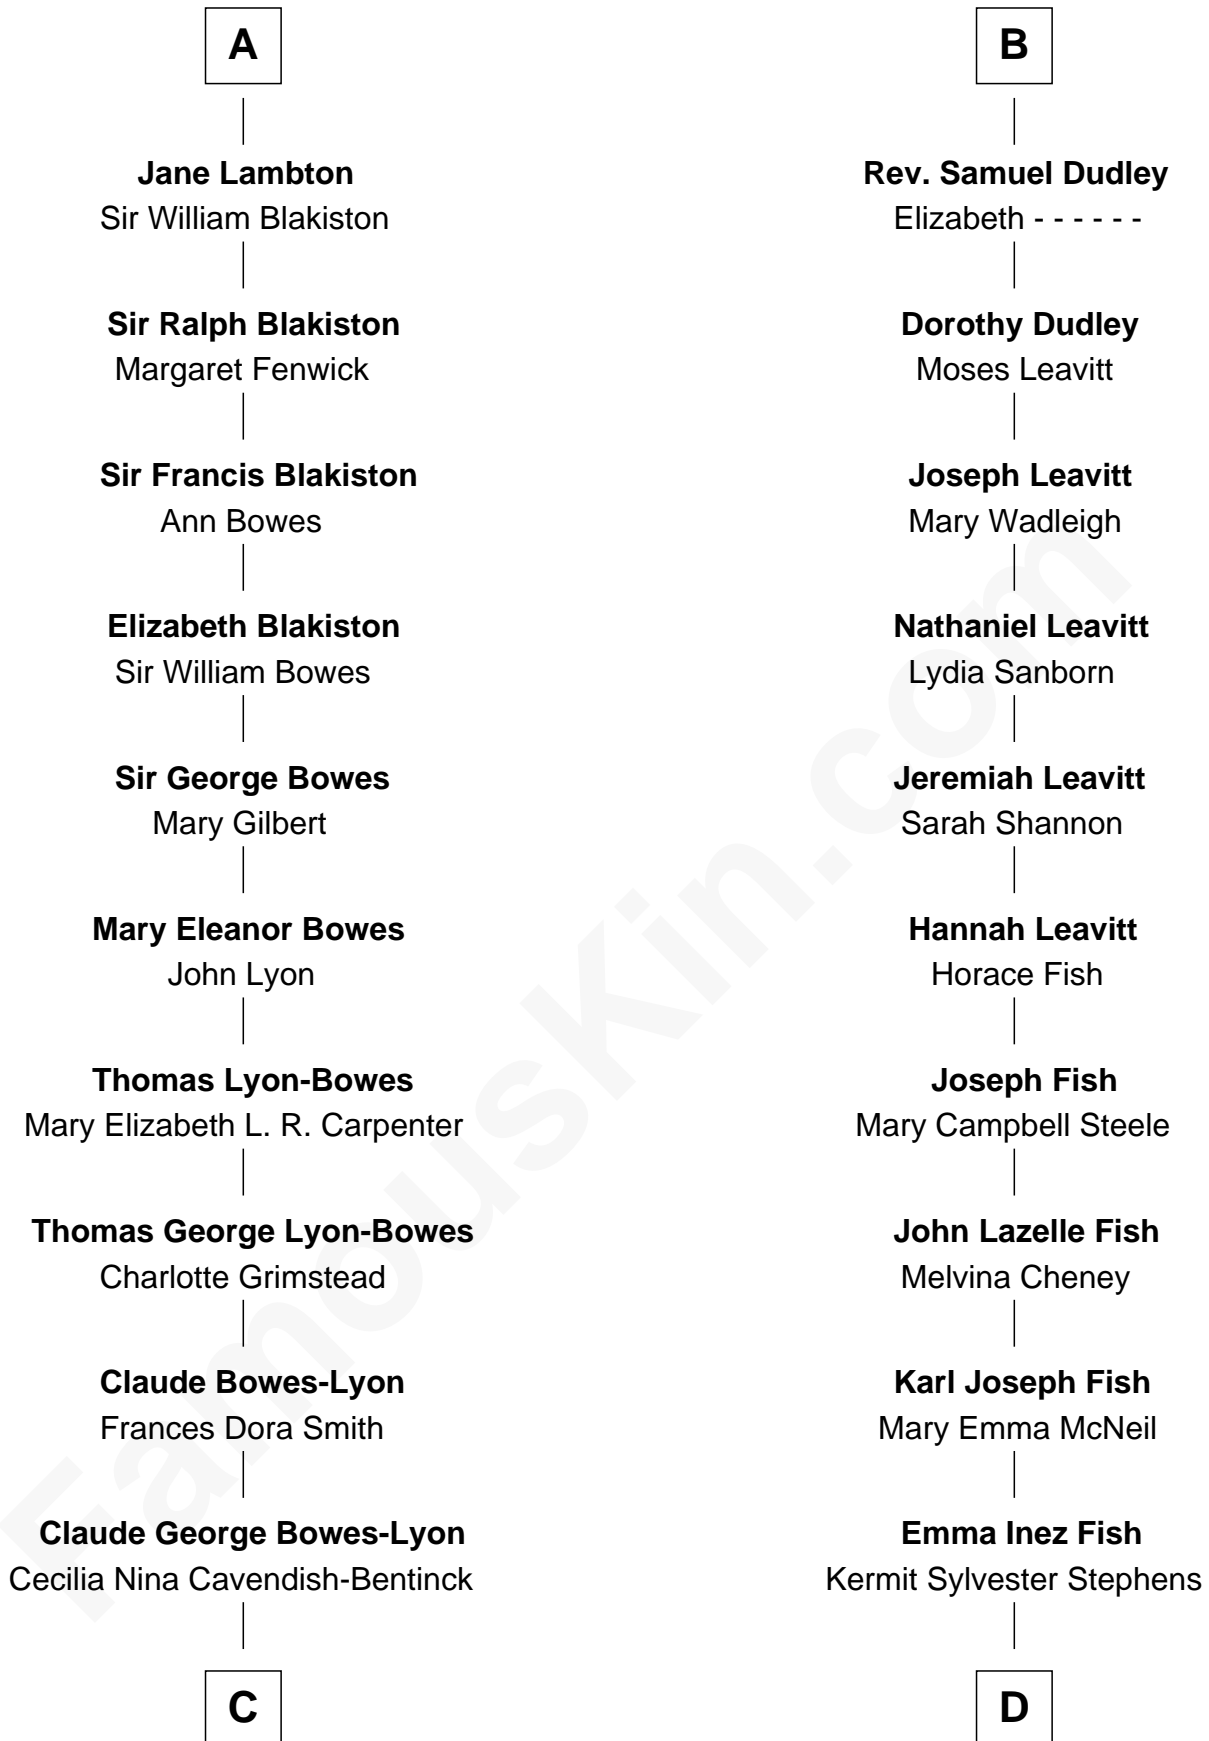 A
Jane Lambton
Sir William Blakiston
Sir Ralph Blakiston
Margaret Fenwick
Sir Francis Blakiston
Ann Bowes
Elizabeth Blakiston
Sir William Bowes
Sir George Bowes
Mary Gilbert
Mary Eleanor Bowes
John Lyon
Thomas Lyon-Bowes
Mary Elizabeth L. R. Carpenter
Thomas George Lyon-Bowes
Charlotte Grimstead
Claude Bowes-Lyon
Frances Dora Smith
Claude George Bowes-Lyon
Cecilia Nina Cavendish-Bentinck
C
B
Rev. Samuel Dudley
Elizabeth - - - - - -
Dorothy Dudley
Moses Leavitt
Joseph Leavitt
Mary Wadleigh
Nathaniel Leavitt
Lydia Sanborn
Jeremiah Leavitt
Sarah Shannon
Hannah Leavitt
Horace Fish
Joseph Fish
Mary Campbell Steele
John Lazelle Fish
Melvina Cheney
Karl Joseph Fish
Mary Emma McNeil
Emma Inez Fish
Kermit Sylvester Stephens
D
FamousKin.com